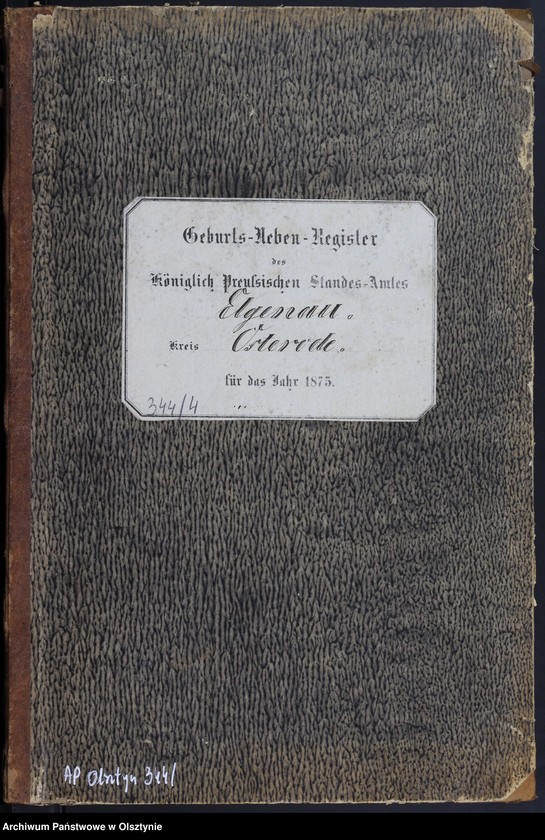 Geburts-Neben-Register
des
Königlich Preußischen Standes-Amtes
Elgenau.
Kreis Osterode.
für das Jahr 1875.
344/4
AP Olsztyn 344/
Archiwum Państwowe w Olsztynie